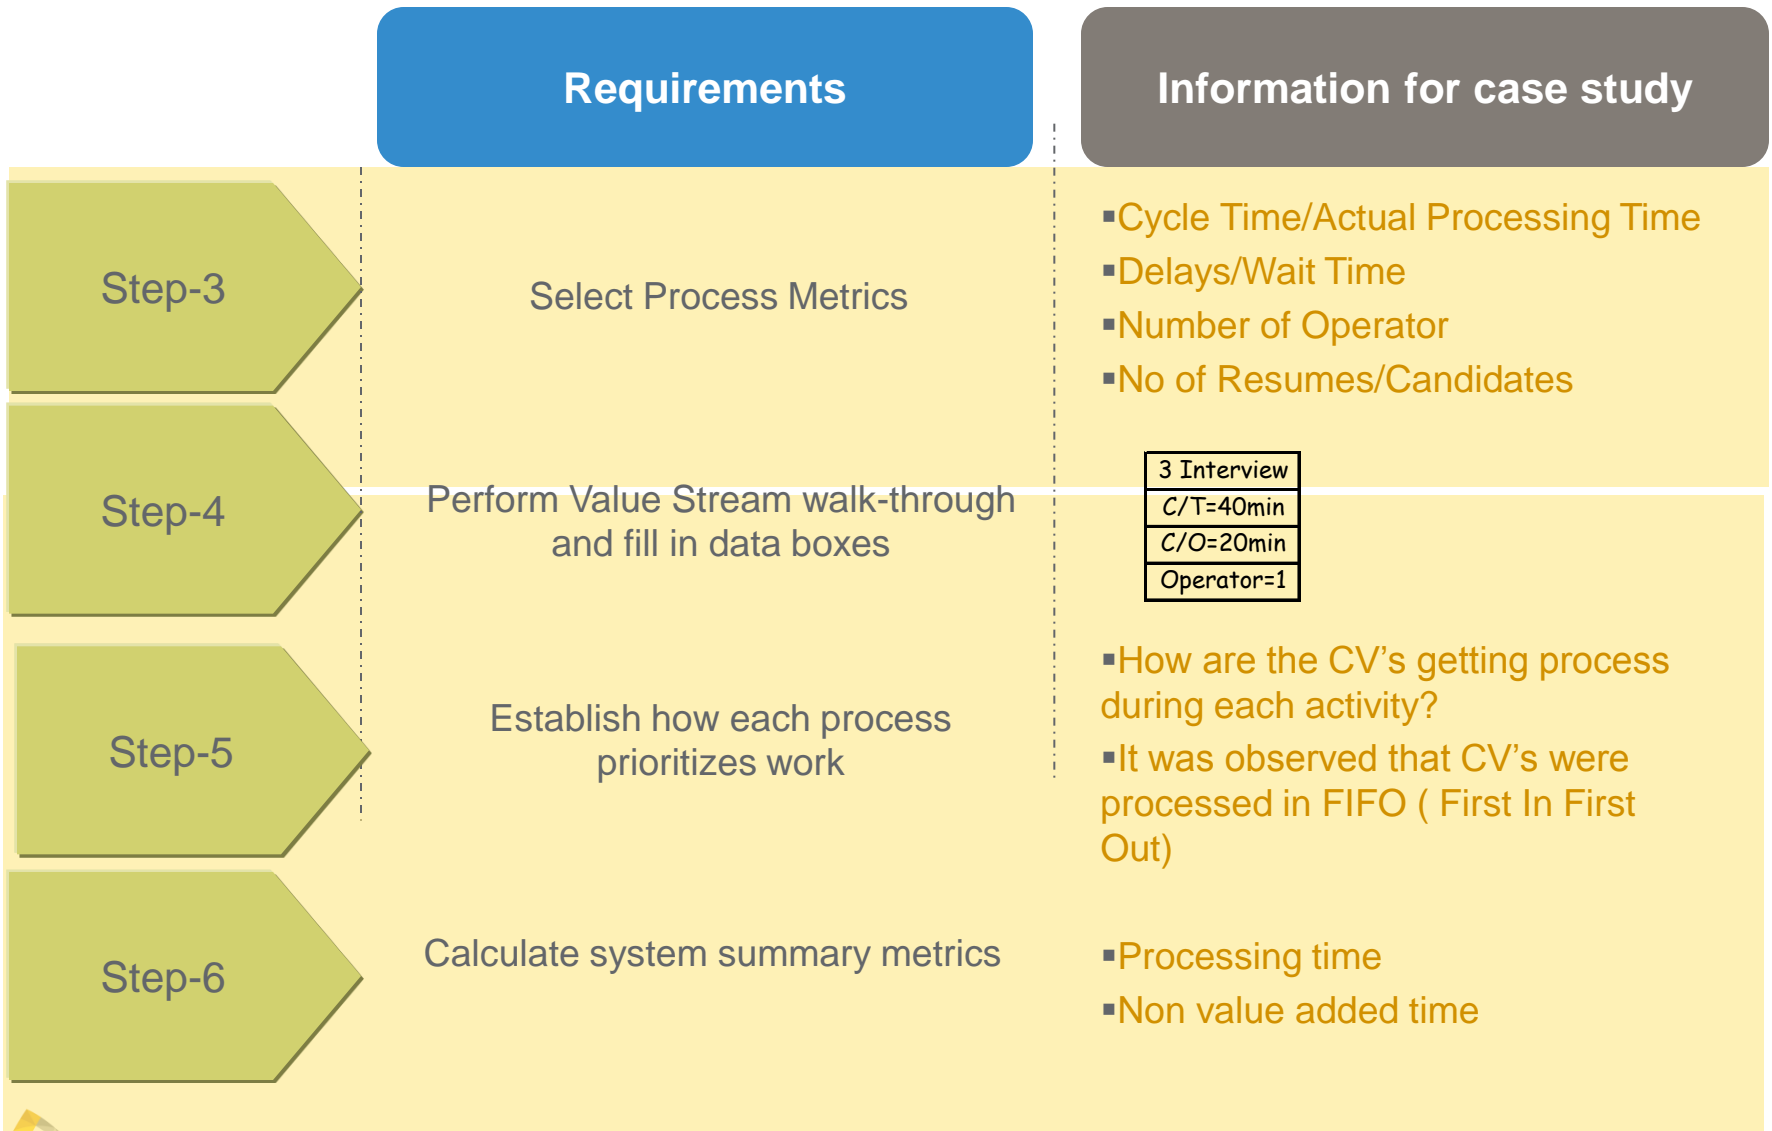 Requirements
Information for case study
Step-3
Select Process Metrics
▪Cycle Time/Actual Processing Time
▪Delays/Wait Time
▪Number of Operator
▪No of Resumes/Candidates
Step-4
Perform Value Stream walk-through
and fill in data boxes
3 Interview
C/T=40min
C/O=20min
Operator=1
Step-5
Establish how each process
prioritizes work
▪How are the CV’s getting process
during each activity?
▪It was observed that CV’s were
processed in FIFO ( First In First
Out)
Step-6
Calculate system summary metrics
▪Processing time
▪Non value added time